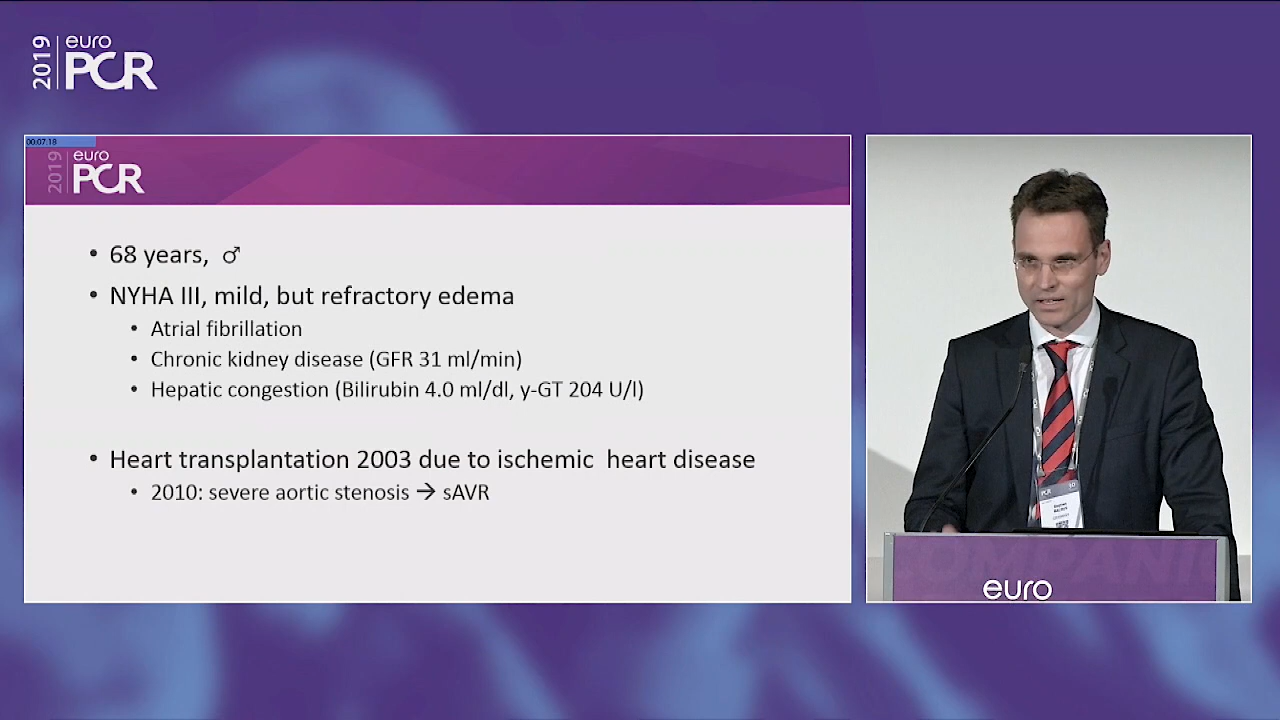 2019 euro PCR
00:07:18
2019 euro PCR
• 68 years, ♂
• NYHA III, mild, but refractory edema
• Atrial fibrillation
• Chronic kidney disease (GFR 31 ml/min)
• Hepatic congestion (Bilirubin 4.0 ml/dl, y-GT 204 U/l)
• Heart transplantation 2003 due to ischemic heart disease
• 2010: severe aortic stenosis → sAVR
PCR
COMPANIO
euro